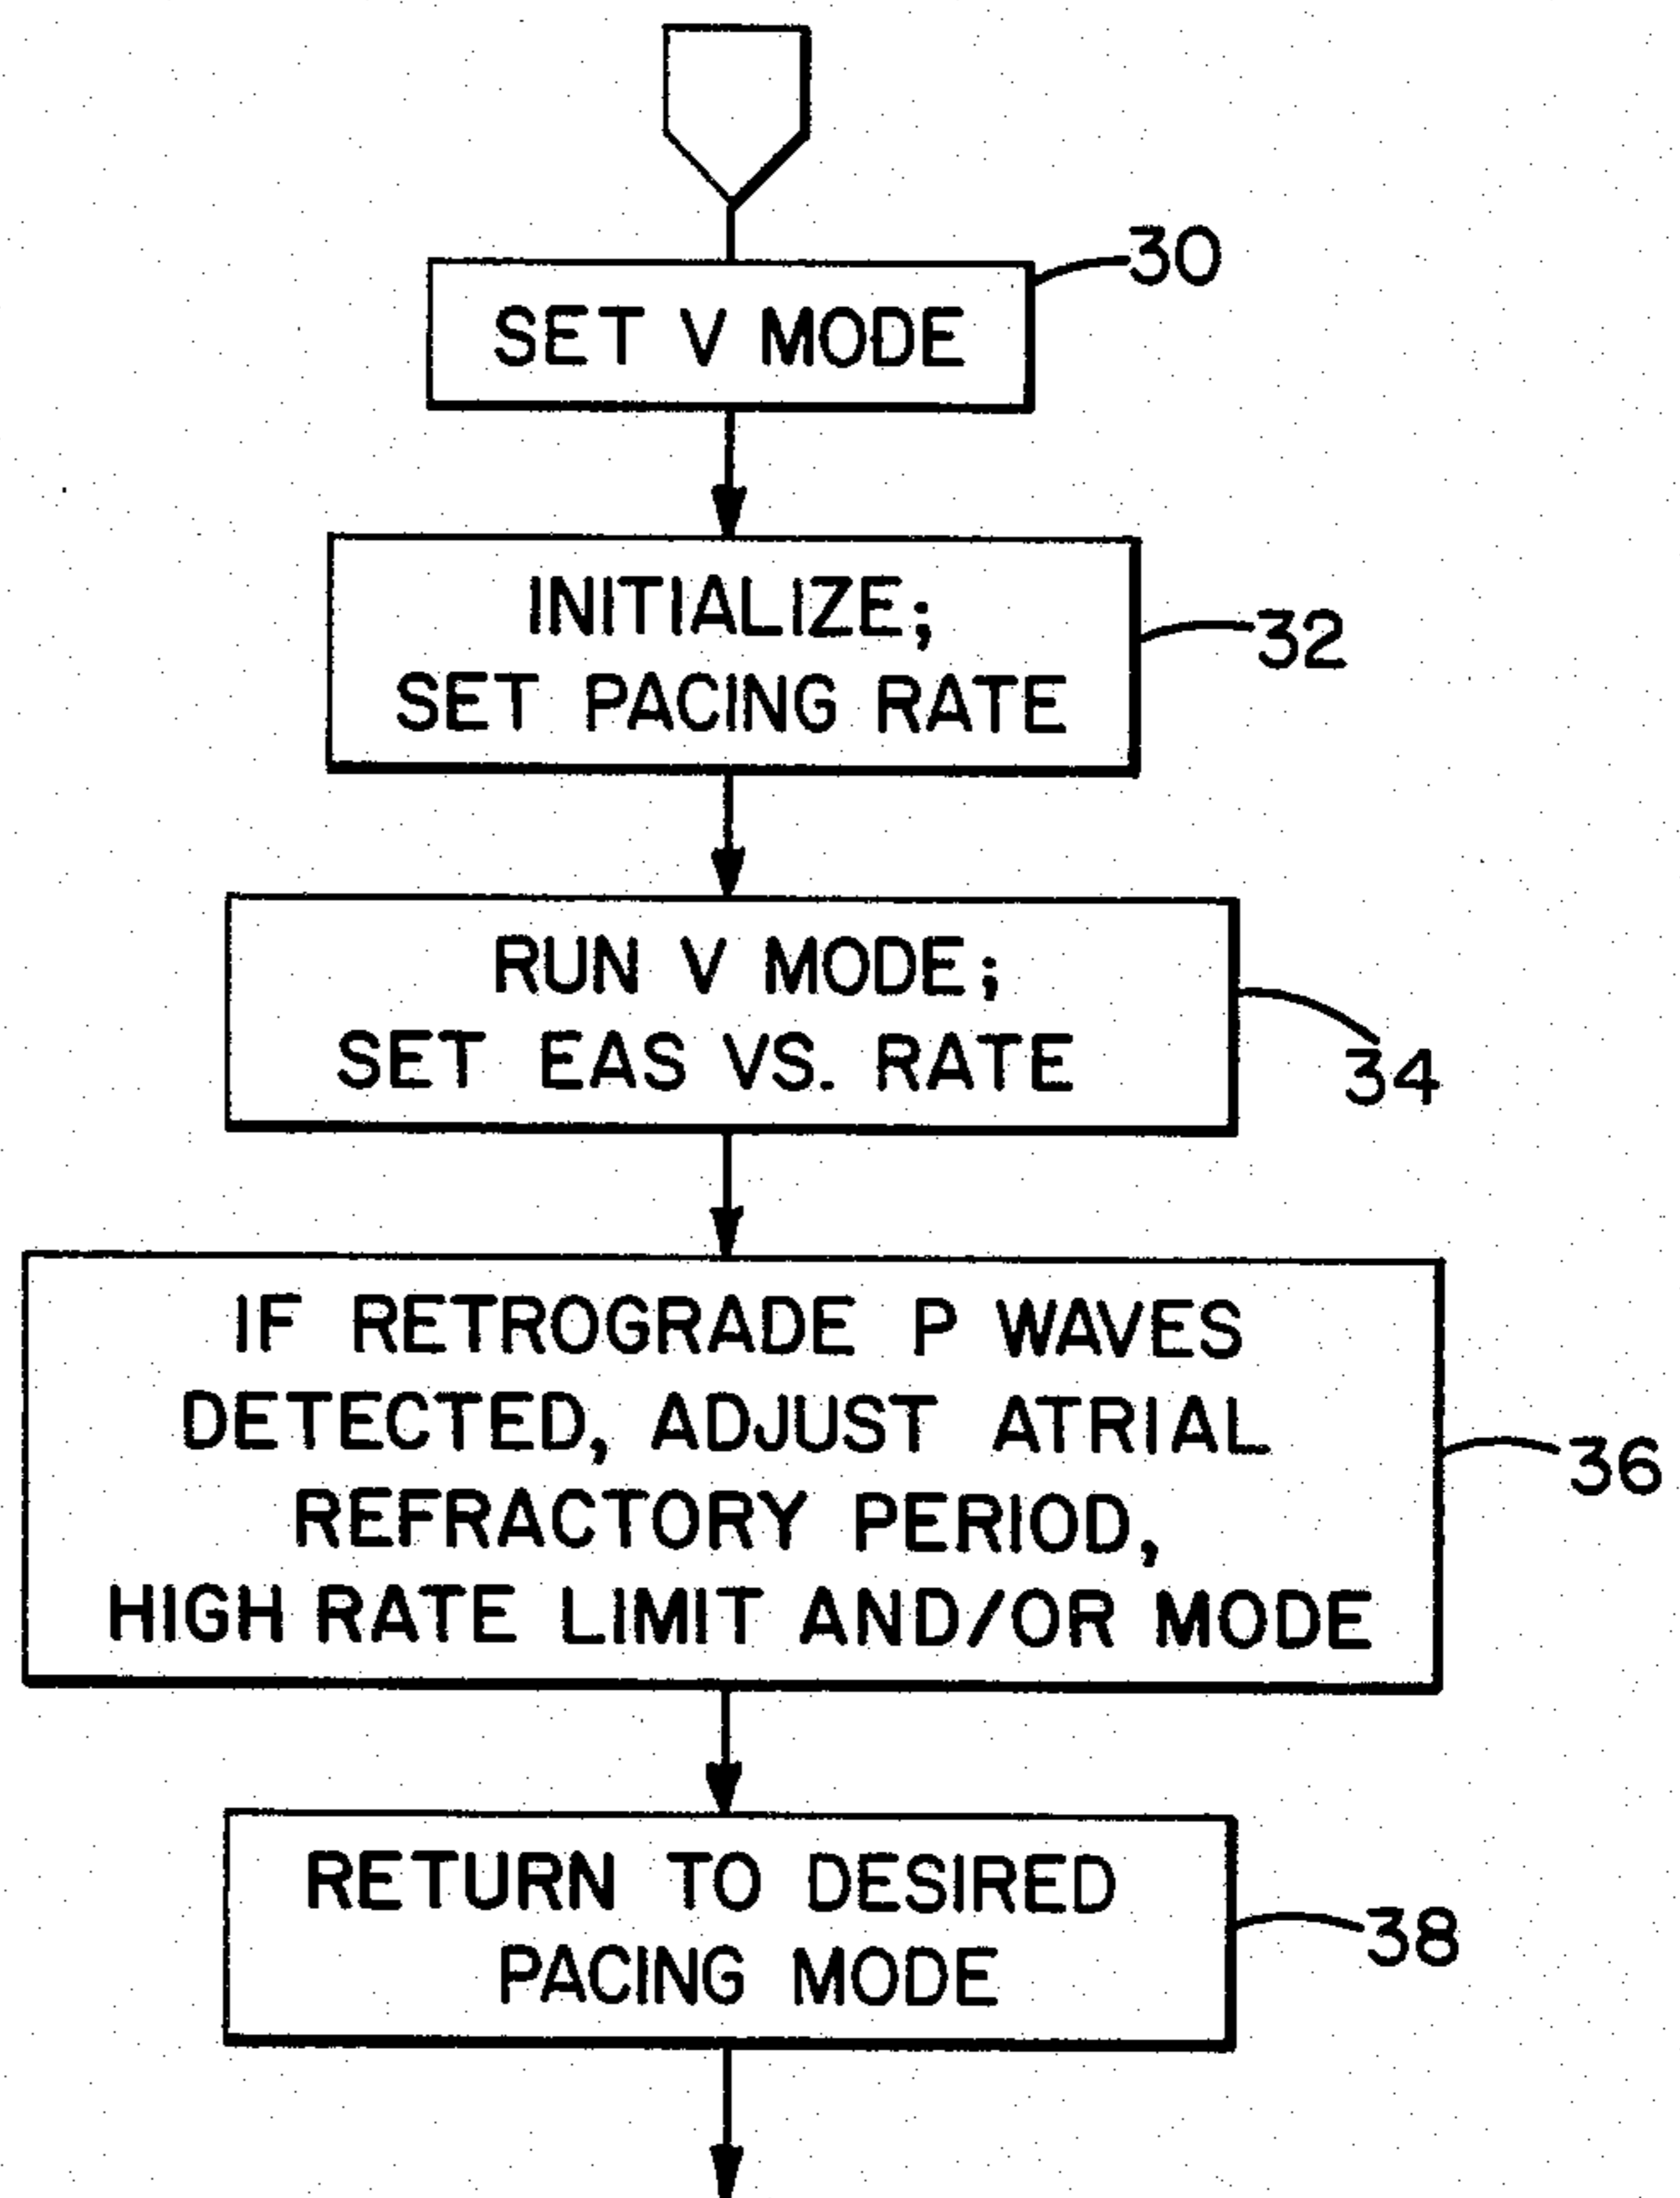 SET V MODE
30
INITIALIZE;
SET PACING RATE
32
RUN V MODE;
SET EAS VS. RATE
34
IF RETROGRADE P WAVES
DETECTED, ADJUST ATRIAL
REFRACTORY PERIOD,
HIGH RATE LIMIT AND/OR MODE
36
RETURN TO DESIRED
PACING MODE
38